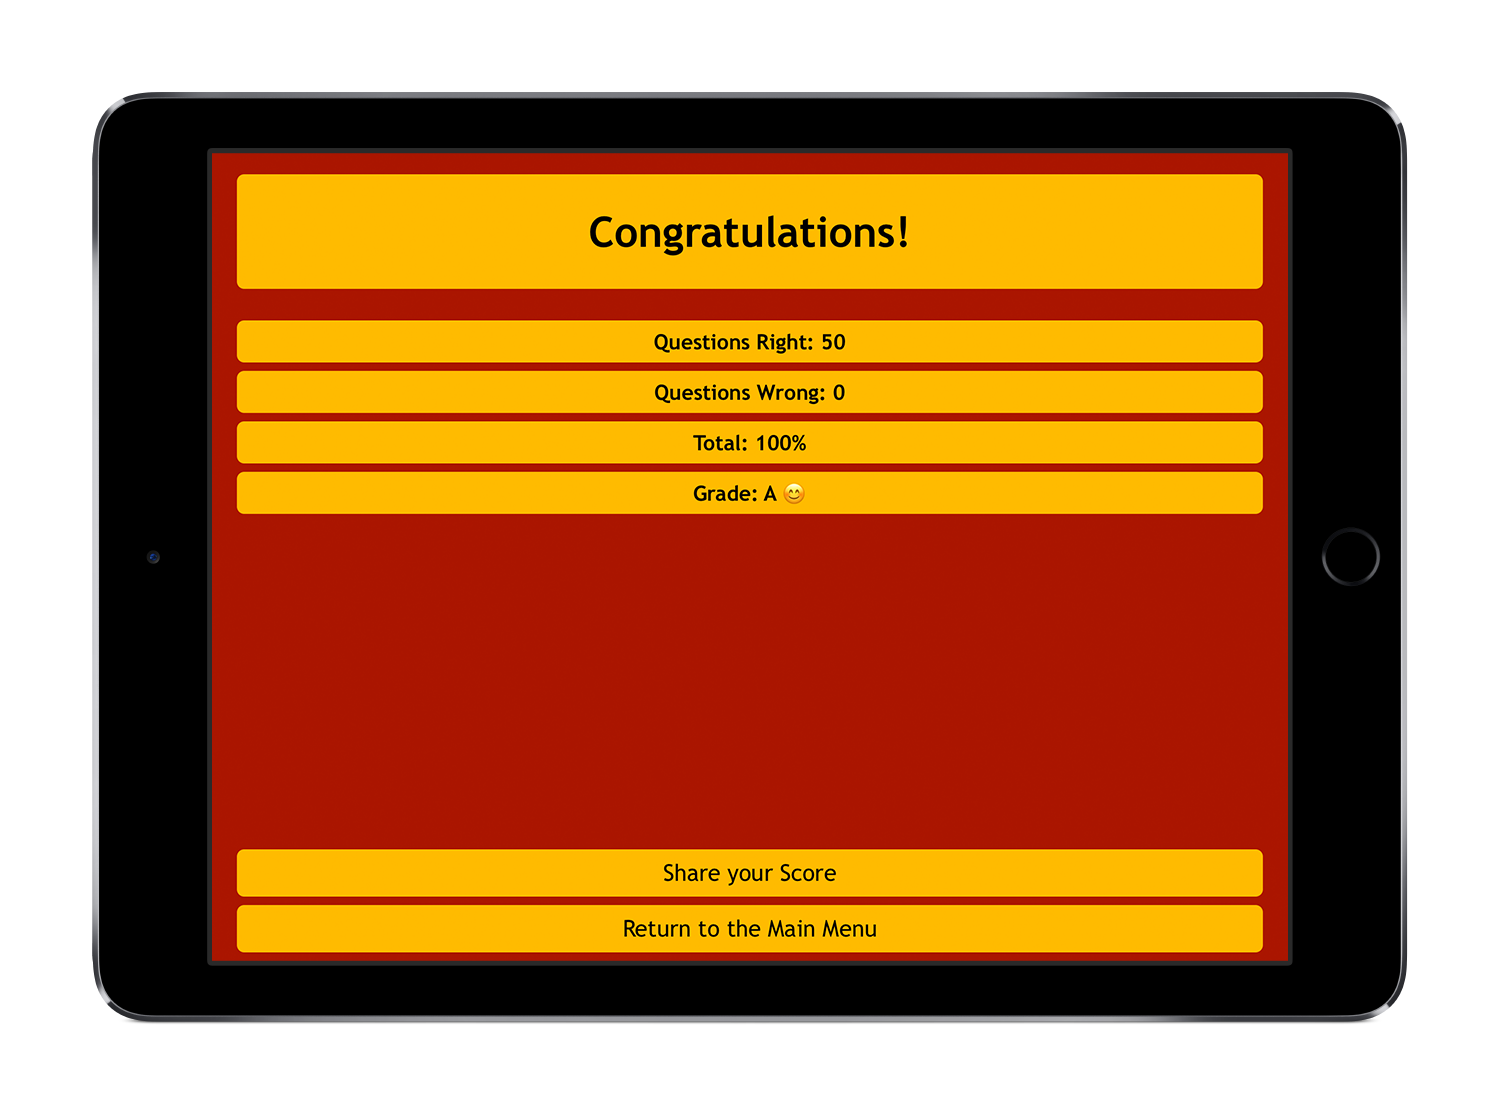 Congratulations!
Questions Right: 50
Questions Wrong: 0
Total: 100%
Grade: A 😊
Share your Score
Return to the Main Menu